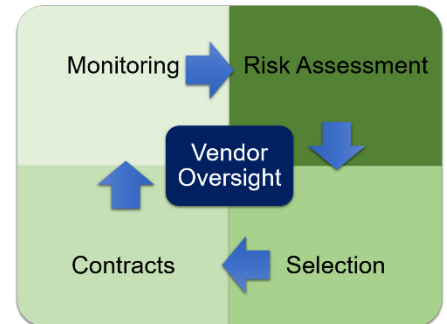 Monitoring
Risk Assessment
Vendor
Oversight
Contracts
Selection